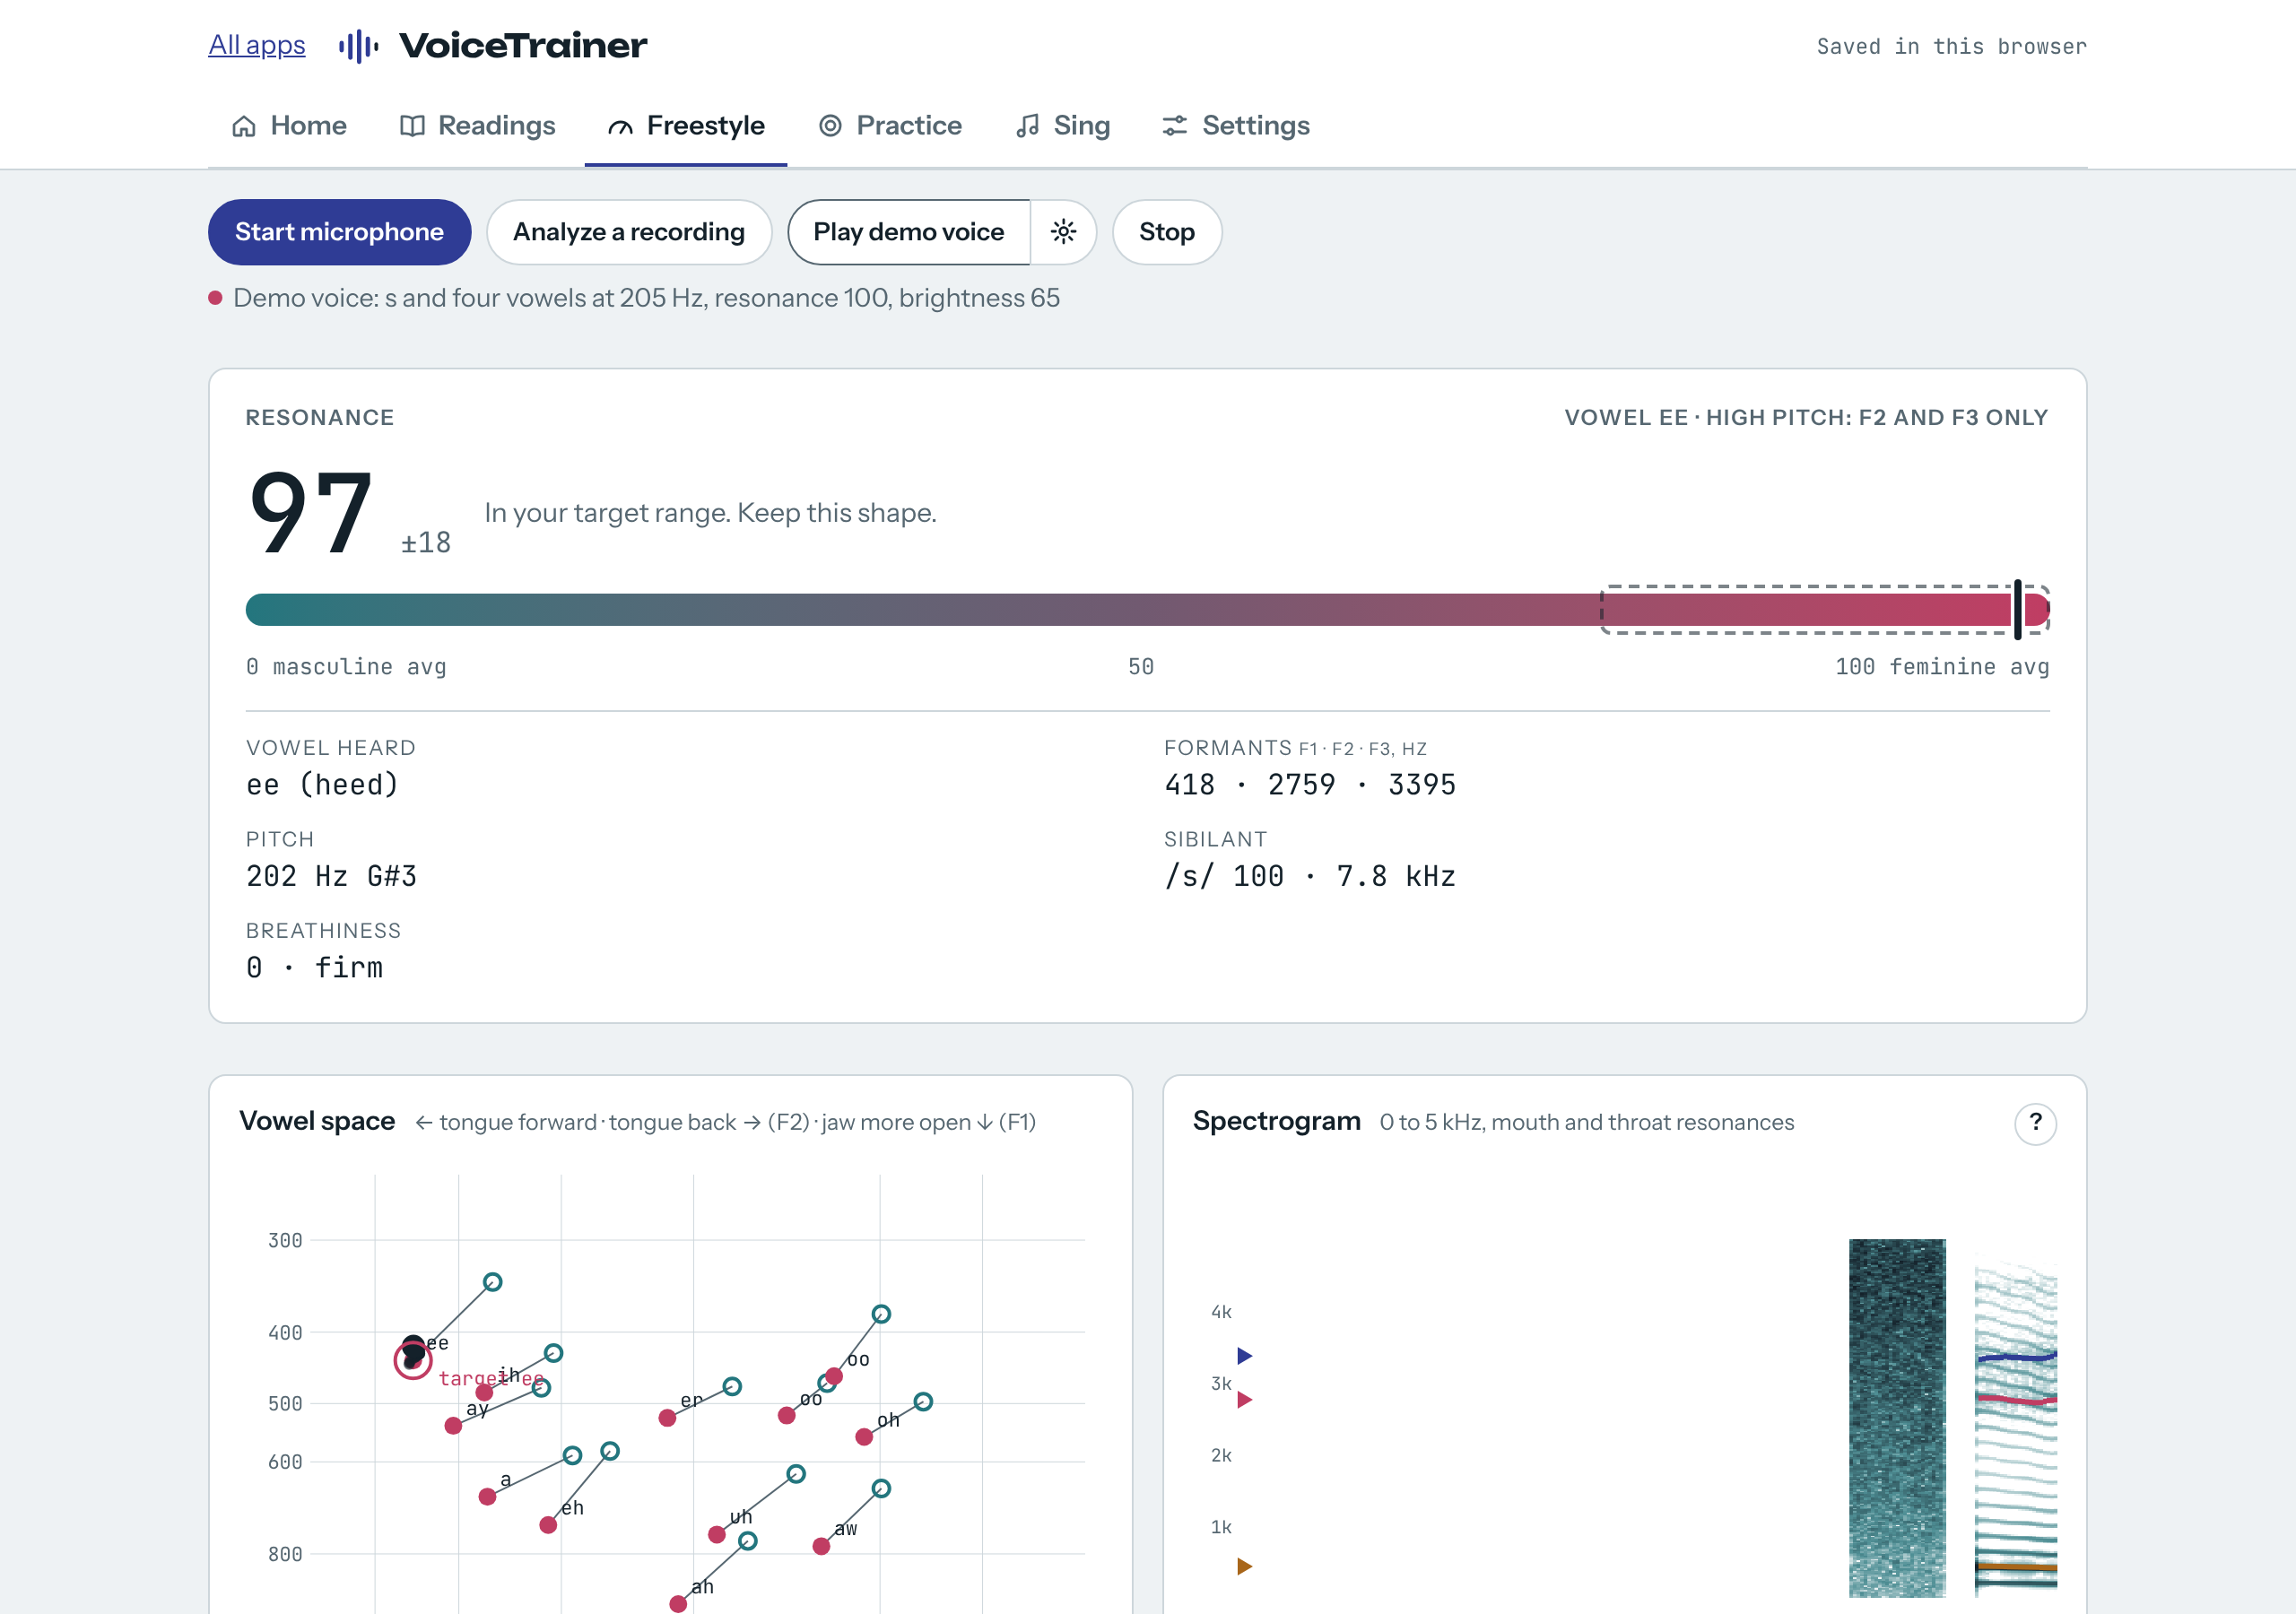 All apps VoiceTrainer Saved in this browser
Home Readings Freestyle Practice Sing Settings
Start microphone Analyze a recording Play demo voice Stop
Demo voice: s and four vowels at 205 Hz, resonance 100, brightness 65
RESONANCE VOWEL EE · HIGH PITCH: F2 AND F3 ONLY
97 ±18 In your target range. Keep this shape.
0 masculine avg 50 100 feminine avg
VOWEL HEARD
ee (heed)
FORMANTS F1 · F2 · F3, HZ
418 · 2759 · 3395
PITCH
202 Hz G#3
SIBILANT
/s/ 100 · 7.8 kHz
BREATHINESS
0 · firm
Vowel space ← tongue forward · tongue back → (F2) · jaw more open ↓ (F1)
300
400
500
600
800
ee
target ee
ih
ay
er
oo
oo
oh
a
eh
uh
aw
ah
Spectrogram 0 to 5 kHz, mouth and throat resonances ?
4k
3k
2k
1k